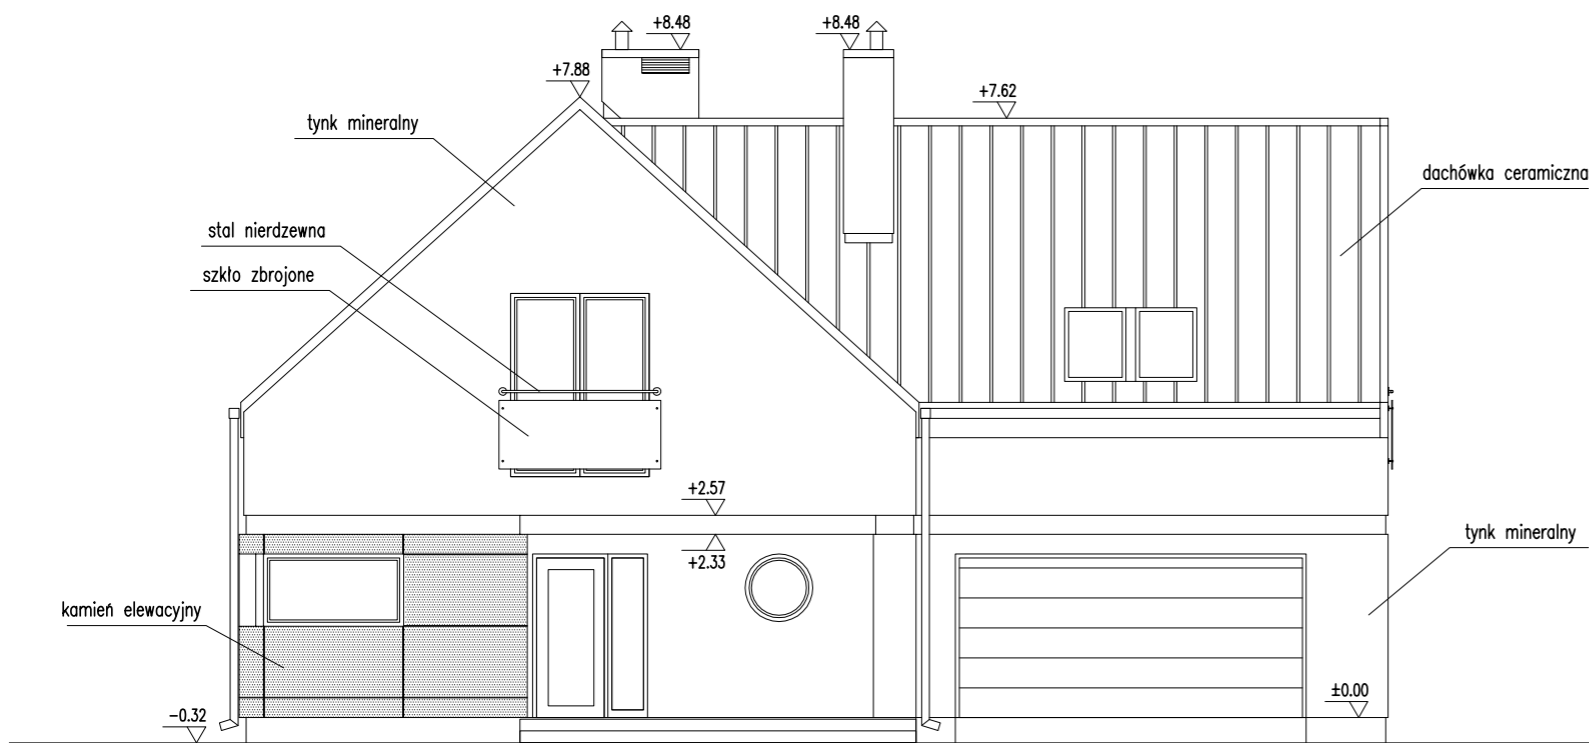 +8.48
+8.48
+7.88
+7.62
tynk mineralny
dachówka ceramiczna
stal nierdzewna
szkło zbrojone
+2.57
tynk mineralny
+2.33
kamień elewacyjny
±0.00
-0.32